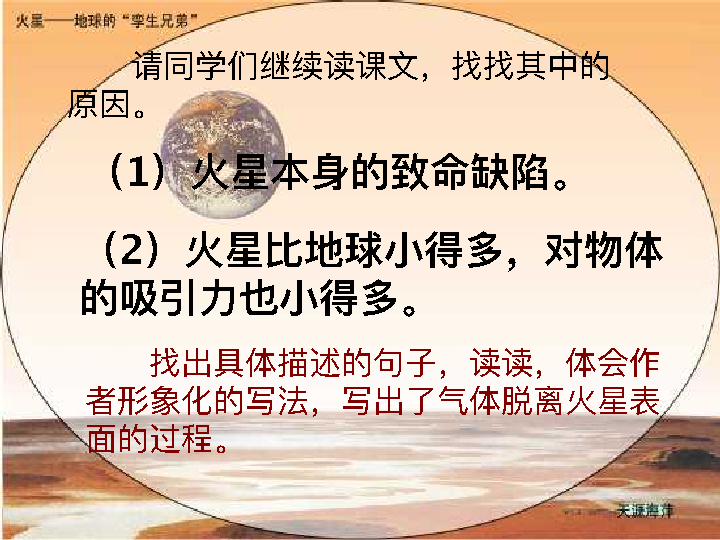 火星——地球的“孪生兄弟”
请同学们继续读课文，找找其中的
原因。
（1）火星本身的致命缺陷。
（2）火星比地球小得多，对物体
的吸引力也小得多。
找出具体描述的句子，读读，体会作
者形象化的写法，写出了气体脱离火星表
面的过程。
天涯海洋